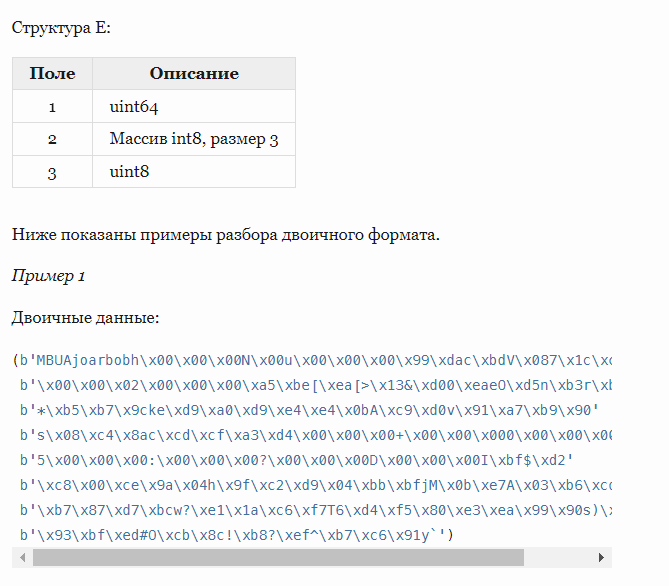 Структура E:
Поле Описание
1 uint64
2 Массив int8, размер 3
3 uint8
Ниже показаны примеры разбора двоичного формата.
Пример 1
Двоичные данные:
(b'MBUAjoarbobh\x00\x00\x00N\x00u\x00\x00\x00\x99\xdac\xbdV\x087\x1c\x
b'\x00\x00\x02\x00\x00\x00\xa5\xbe[\xea[>\x13&\xd00\xeaeO\xd5n\xb3r\x
b'*\xb5\xb7\x9cke\xd9\xa0\xd9\xe4\xe4\x0bA\xc9\xd0v\x91\xa7\xb9\x90'
b's\x08\xc4\x8ac\xcd\xcf\xa3\xd4\x00\x00\x00+\x00\x00\x000\x00\x00\x0
b'5\x00\x00\x00:\x00\x00\x00?\x00\x00\x00D\x00\x00\x00I\xbf$\xd2'
b'\xc8\x00\xce\x9a\x04h\x9f\xc2\xd9\x04\xbb\xbfjM\x0b\xe7A\x03\xb6\xc
b'\xb7\x87\xd7\xbcw?\xe1\x1a\xc6\xf7T6\xd4\xf5\x80\xe3\xea\x99\x90s)\
b'\x93\xbf\xed#O\xcb\x8c!\xb8?\xef^\xb7\xc6\x91y`')